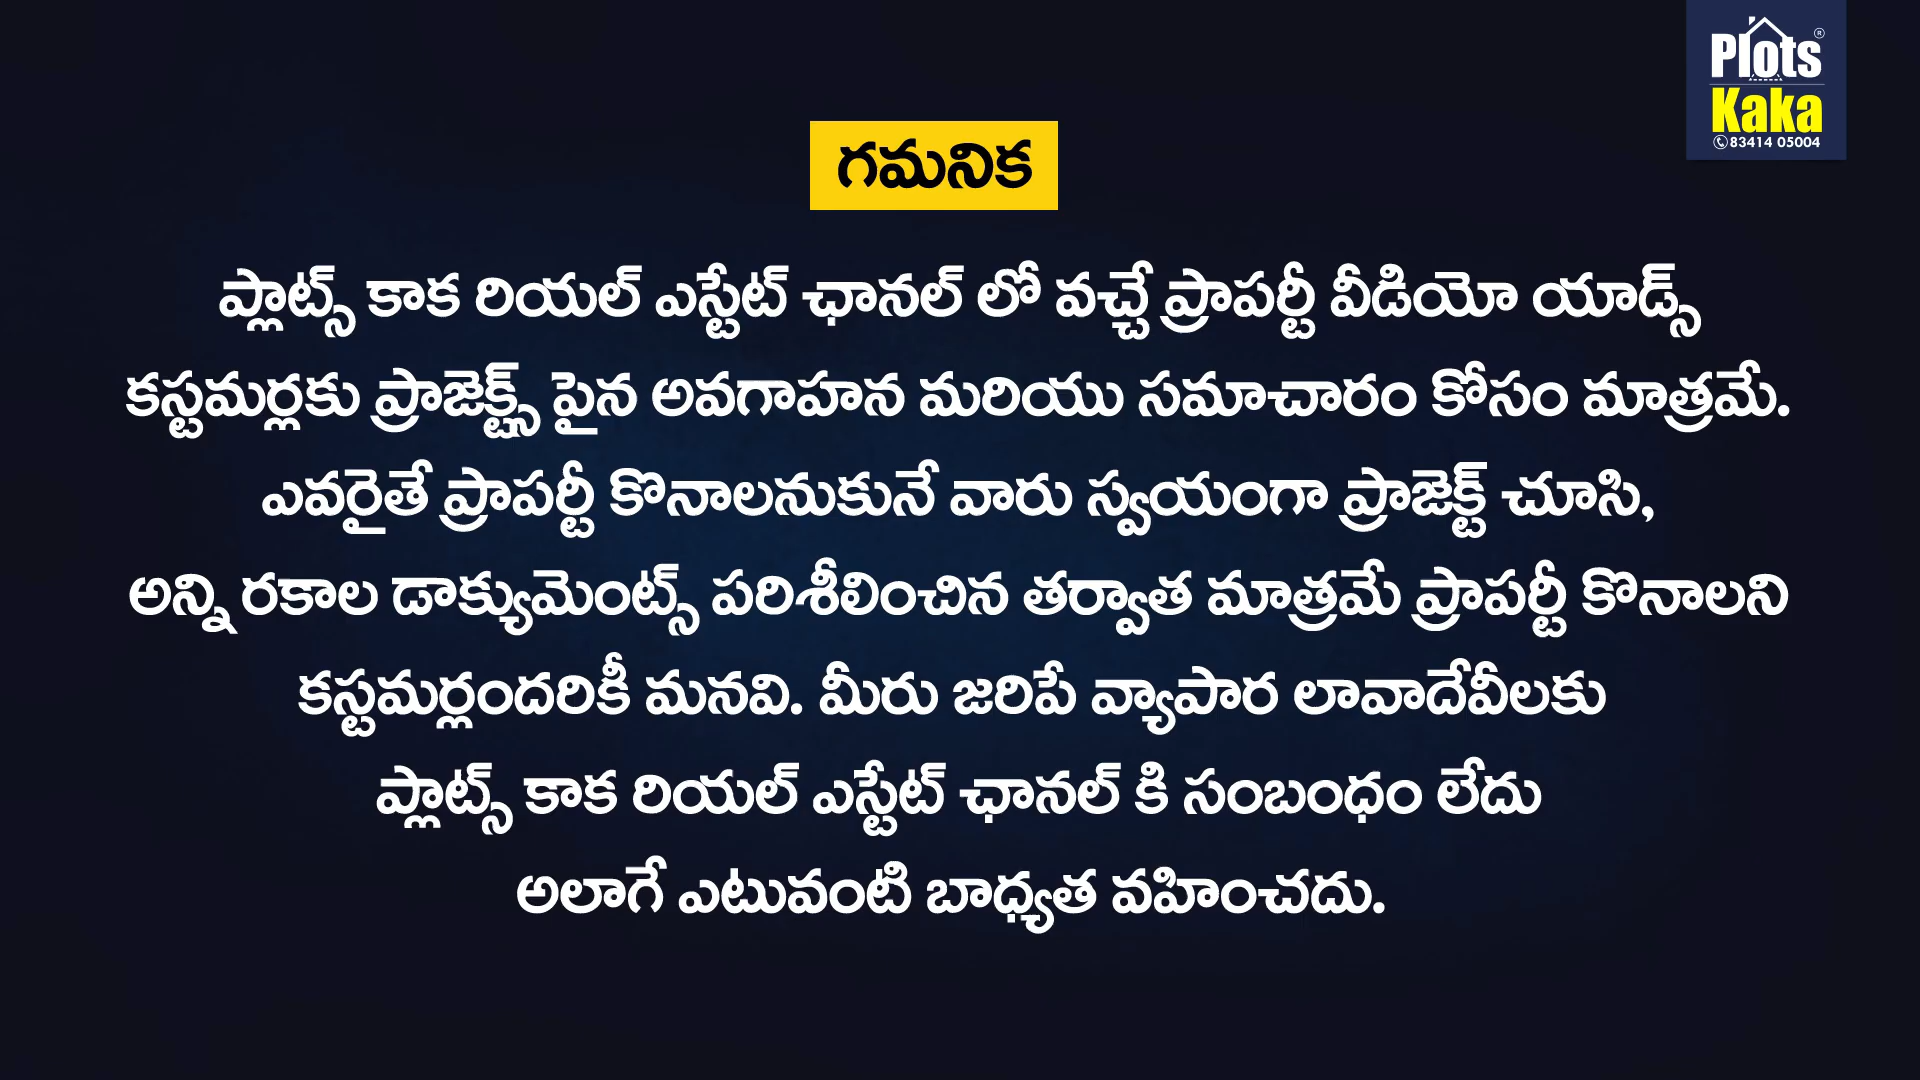 Plots
Kaka
83414 05004
గమనిక
ప్లాట్స్ కాక రియల్ ఎస్టేట్ ఛానల్ లో వచ్చే ప్రాపర్టీ వీడియో యాడ్స్
కస్టమర్లకు ప్రాజెక్ట్స్ పైన అవగాహన మరియు సమాచారం కోసం మాత్రమే.
ఎవరైతే ప్రాపర్టీ కొనాలనుకునే వారు స్వయంగా ప్రాజెక్ట్ చూసి,
అన్ని రకాల డాక్యుమెంట్స్ పరిశీలించిన తర్వాత మాత్రమే ప్రాపర్టీ కొనాలని
కస్టమర్లందరికీ మనవి. మీరు జరిపే వ్యాపార లావాదేవీలకు
ప్లాట్స్ కాక రియల్ ఎస్టేట్ ఛానల్ కి సంబంధం లేదు
అలాగే ఎటువంటి బాధ్యత వహించదు.